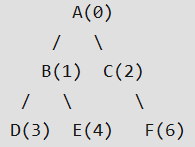 A(0)
/ \
B(1) C(2)
/ \ \
D(3) E(4) F(6)